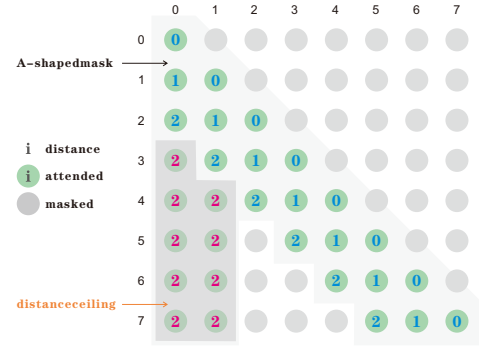 0 1 2 3 4 5 6 7
0 0
A-shapedmask
1 1 0
2 2 1 0
i distance
3 2 2 1 0
i attended
4 2 2 2 1 0
masked
5 2 2 2 1 0
6 2 2 2 1 0
distanceceiling
7 2 2 2 1 0